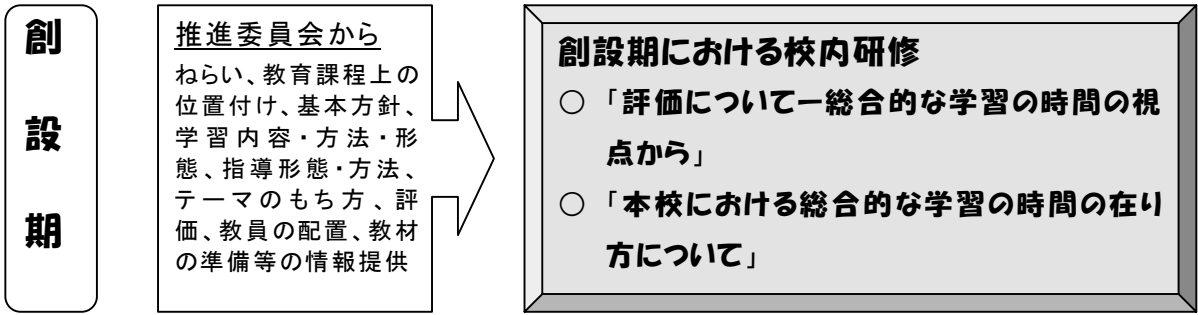 創
設
期
推進委員会から
ねらい、教育課程上の
位置付け、基本方針、
学習内容・方法・形
態、指導形態・方法、
テーマのもち方、評
価、教員の配置、教材
の準備等の情報提供
創設期における校内研修
○ 「評価についてー総合的な学習の時間の視
点から」
○ 「本校における総合的な学習の時間の在り
方について」